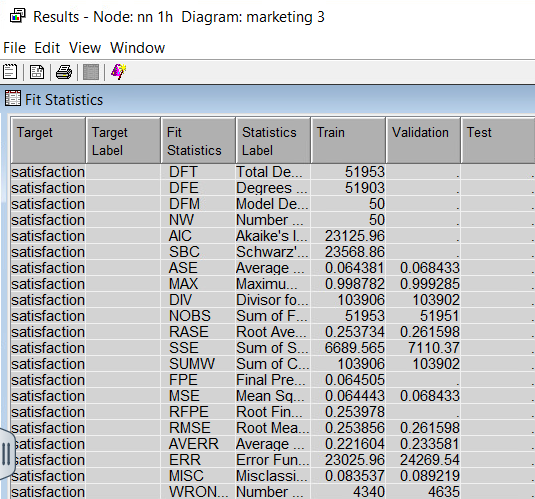 Results - Node: nn 1h Diagram: marketing 3
File Edit View Window
Fit Statistics
Target Target Label Fit Statistics Statistics Label Train Validation Test
satisfaction DFT Total De... 51953 . .
satisfaction DFE Degrees ... 51903 . .
satisfaction DFM Model De... 50 . .
satisfaction NW Number ... 50 . .
satisfaction AIC Akaike's I... 23125.96 . .
satisfaction SBC Schwarz'... 23568.86 . .
satisfaction ASE Average ... 0.064381 0.068433 .
satisfaction MAX Maximu... 0.998782 0.999285 .
satisfaction DIV Divisor fo... 103906 103902 .
satisfaction NOBS Sum of F... 51953 51951 .
satisfaction RASE Root Ave... 0.253734 0.261598 .
satisfaction SSE Sum of S... 6689.565 7110.37 .
satisfaction SUMW Sum of C... 103906 103902 .
satisfaction FPE Final Pre... 0.064505 . .
satisfaction MSE Mean Sq... 0.064443 0.068433 .
satisfaction RFPE Root Fin... 0.253978 . .
satisfaction RMSE Root Mea... 0.253856 0.261598 .
satisfaction AVERR Average ... 0.221604 0.233581 .
satisfaction ERR Error Fun... 23025.96 24269.54 .
satisfaction MISC Misclassi... 0.083537 0.089219 .
satisfaction WRON... Number ... 4340 4635 .